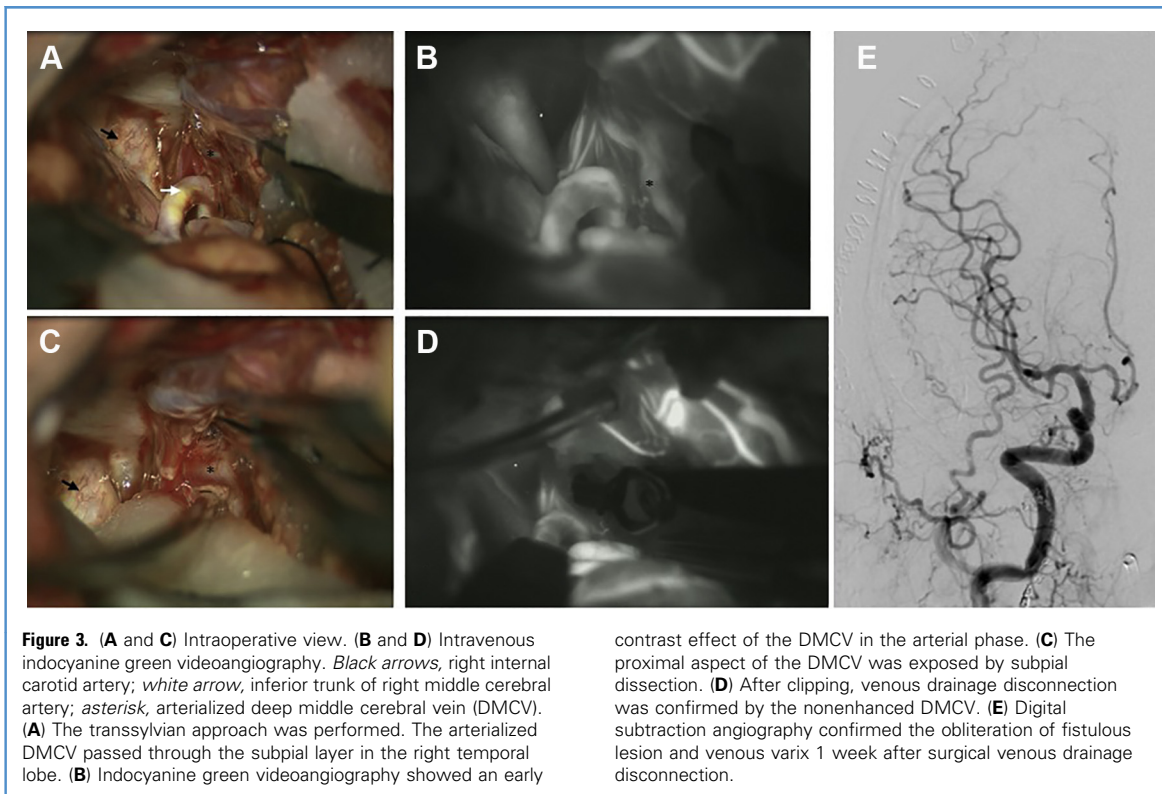 A
B
E
C
D
Figure 3. (A and C) Intraoperative view. (B and D) Intravenous
indocyanine green videoangiography. Black arrows, right internal
carotid artery; white arrow, inferior trunk of right middle cerebral
artery; asterisk, arterialized deep middle cerebral vein (DMCV).
(A) The transsylvian approach was performed. The arterialized
DMCV passed through the subpial layer in the right temporal
lobe. (B) Indocyanine green videoangiography showed an early
contrast effect of the DMCV in the arterial phase. (C) The
proximal aspect of the DMCV was exposed by subpial
dissection. (D) After clipping, venous drainage disconnection
was confirmed by the nonenhanced DMCV. (E) Digital
subtraction angiography confirmed the obliteration of fistulous
lesion and venous varix 1 week after surgical venous drainage
disconnection.